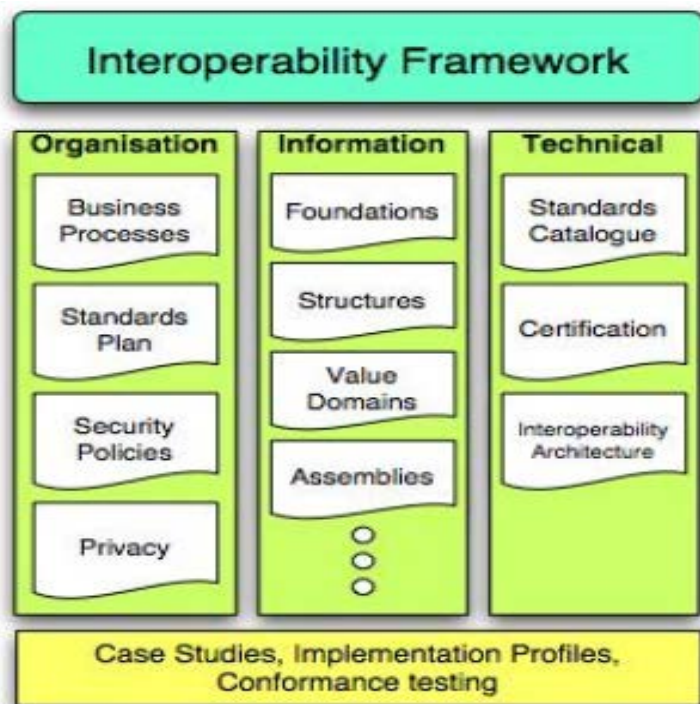 Interoperability Framework
Organisation
Business
Processes
Standards
Plan
Security
Policies
Privacy
Information
Foundations
Structures
Value
Domains
Assemblies
Technical
Standards
Catalogue
Certification
Interoperability
Architecture
Case Studies, Implementation Profiles,
Conformance testing